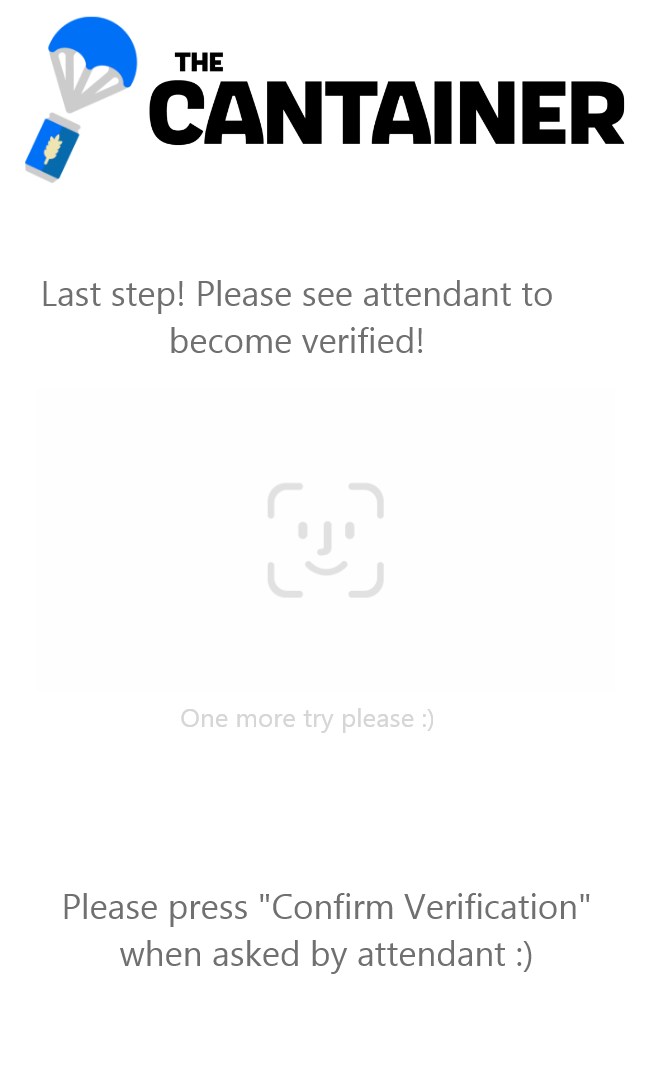 THE
CANTAINER
Last step! Please see attendant to
become verified!
One more try please :)
Please press "Confirm Verification"
when asked by attendant :)